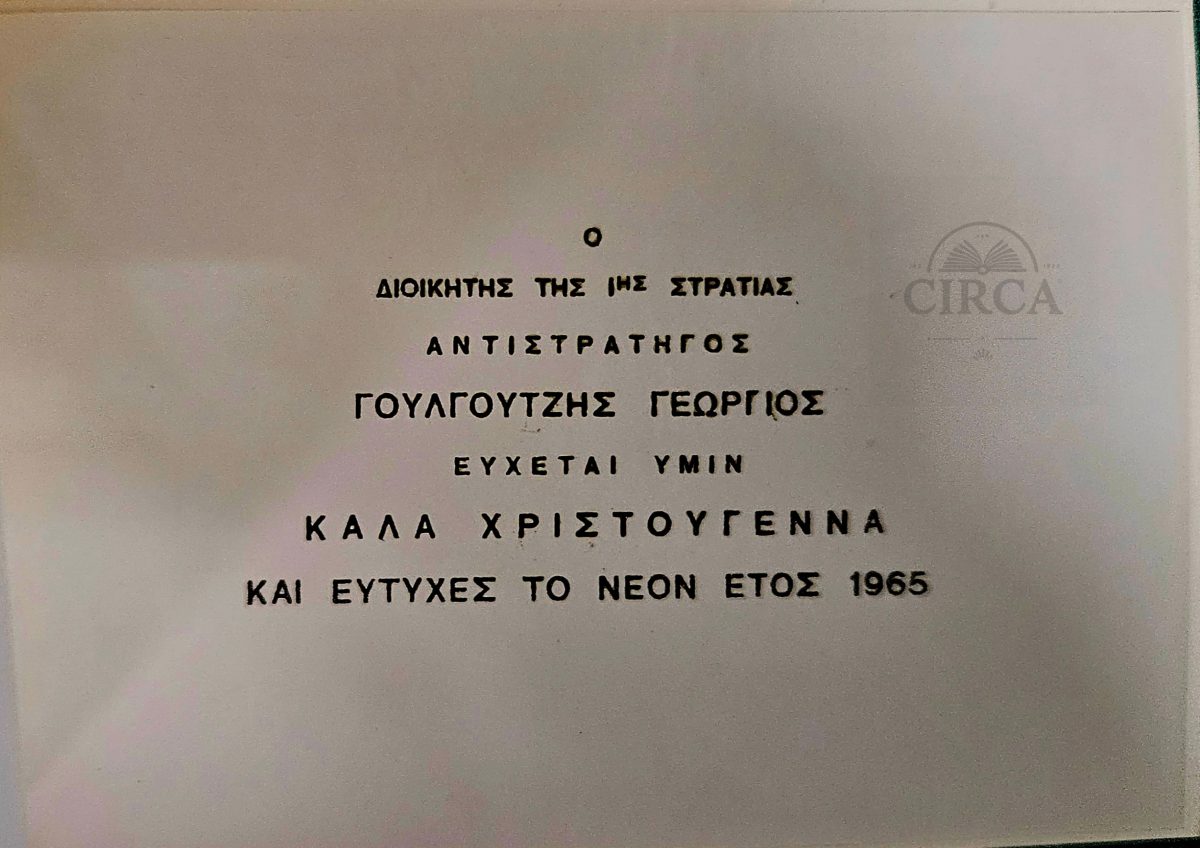 Ο
ΔΙΟΙΚΗΤΗΣ ΤΗΣ Ιης ΣΤΡΑΤΙΑΣ
ΑΝΤΙΣΤΡΑΤΗΓΟΣ
ΓΟΥΛΓΟΥΤΖΗΣ ΓΕΩΡΓΙΟΣ
ΕΥΧΕΤΑΙ ΥΜΙΝ
ΚΑΛΑ ΧΡΙΣΤΟΥΓΕΝΝΑ
ΚΑΙ ΕΥΤΥΧΕΣ ΤΟ ΝΕΟΝ ΕΤΟΣ 1965
CIRCA